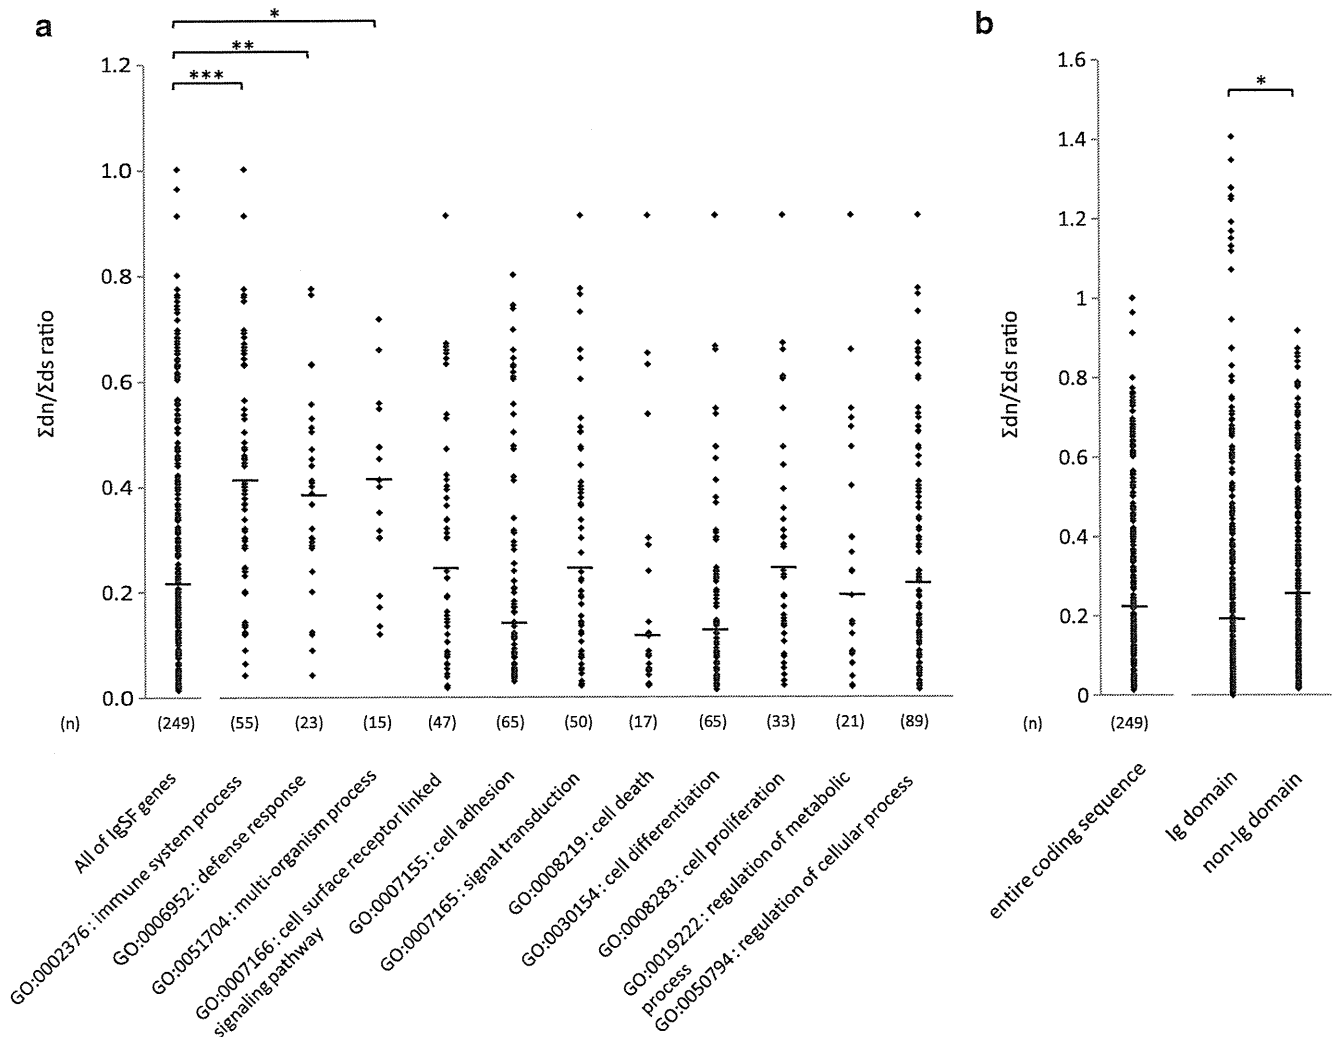 a
*
**
***
1.2
1.0
0.8
0.6
0.4
0.2
0.0
Σdn/Σds ratio
(n)
(249)
(55)
(23)
(15)
(47)
(65)
(50)
(17)
(65)
(33)
(21)
(89)
All of IgSF genes
GO:0002376 : immune system process
GO:0006952 : defense response
GO:0051704 : multi-organism process
GO:0007166 : cell surface receptor linked
signaling pathway
GO:0007155 : cell adhesion
GO:0007165 : signal transduction
GO:0008219 : cell death
GO:0030154 : cell differentiation
GO:0008283 : cell proliferation
GO:0019222 : regulation of metabolic
process
GO:0050794 : regulation of cellular process
b
*
1.6
1.4
1.2
1
0.8
0.6
0.4
0.2
0
Σdn/Σds ratio
(n)
(249)
entire coding sequence
Ig domain
non-Ig domain